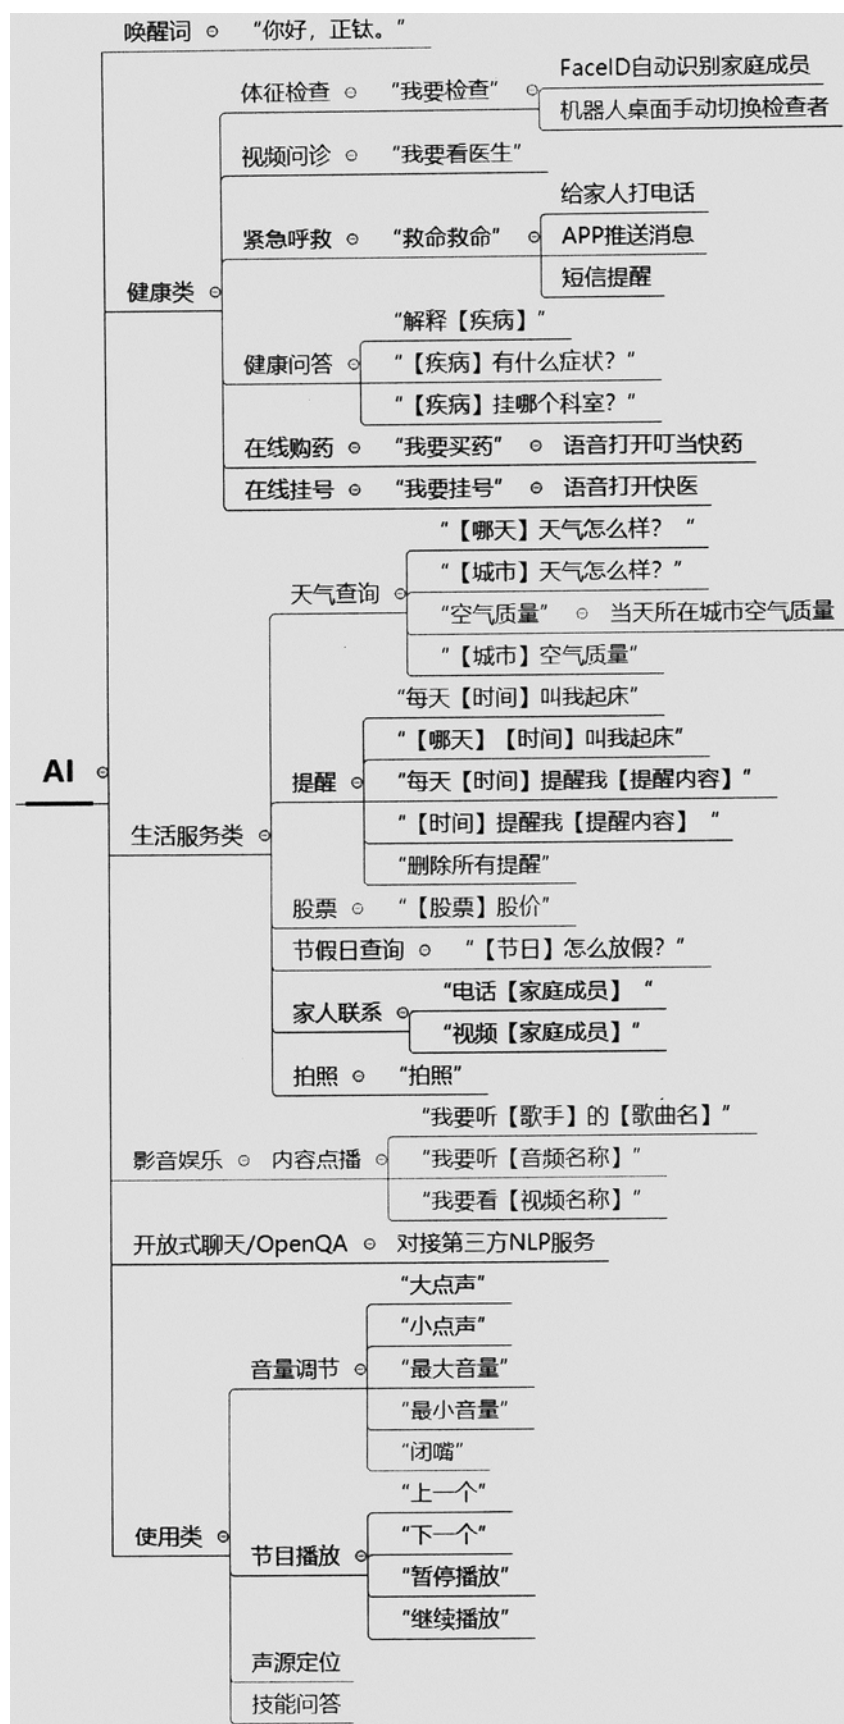 唤醒词 “你好，正钛。”
FaceID自动识别家庭成员
体征检查 “我要检查”
机器人桌面手动切换检查者
视频问诊 “我要看医生”
给家人打电话
紧急呼救 “救命救命” APP推送消息
短信提醒
健康类
“解释【疾病】”
健康问答 “【疾病】有什么症状？“
“【疾病】挂哪个科室？“
在线购药 “我要买药” 语音打开叮当快药
在线挂号 “我要挂号” 语音打开快医
“【哪天】天气怎么样？ “
天气查询 “【城市】天气怎么样？”
“空气质量” 当天所在城市空气质量
“【城市】空气质量”
“每天【时间】叫我起床”
“【哪天】【时间】叫我起床”
AI
提醒 “每天【时间】提醒我【提醒内容】”
“【时间】提醒我【提醒内容】 “
生活服务类
“删除所有提醒”
股票 “【股票】股价”
节假日查询 “【节日】怎么放假？”
“电话【家庭成员】 “
家人联系
“视频【家庭成员】”
拍照 “拍照”
“我要听【歌手】的【歌曲名】”
影音娱乐 内容点播 “我要听【音频名称】”
“我要看【视频名称】”
开放式聊天/OpenQA 对接第三方NLP服务
“大点声”
“小点声”
音量调节 “最大音量”
“最小音量”
“闭嘴”
“上一个”
使用类 “下一个”
节目播放
“暂停播放”
“继续播放”
声源定位
技能问答